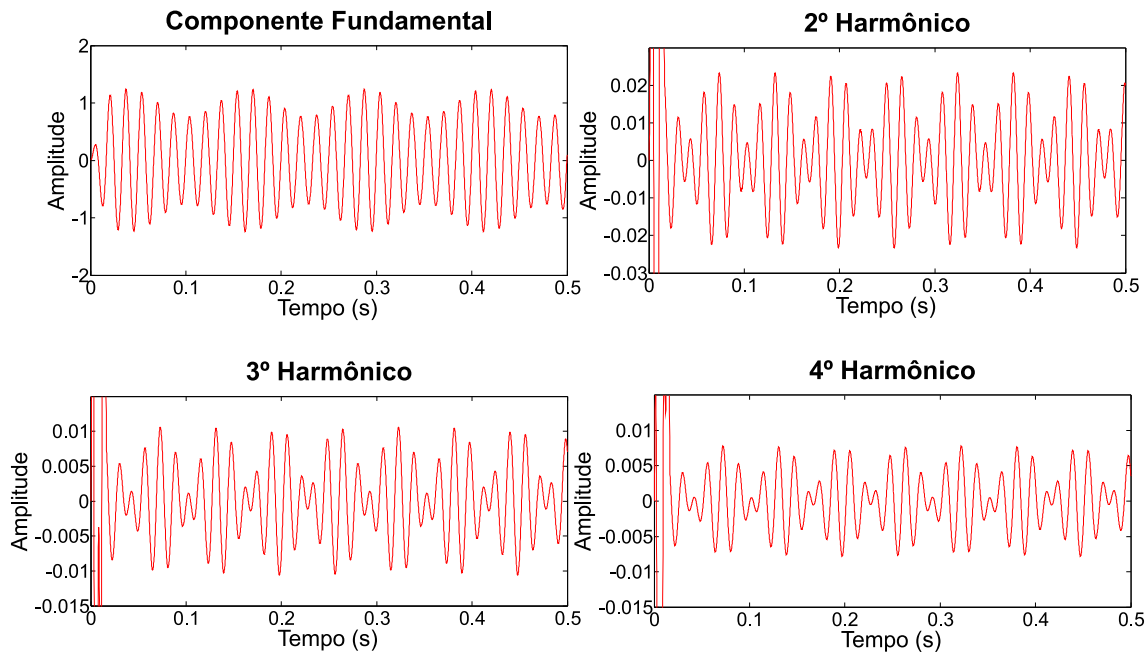 Componente Fundamental
Amplitude
2
1
0
-1
-2
0 0.1 0.2 0.3 0.4 0.5
Tempo (s)
2º Harmônico
Amplitude
0.02
0.01
0
-0.01
-0.02
-0.03
0 0.1 0.2 0.3 0.4 0.5
Tempo (s)
3º Harmônico
Amplitude
0.01
0.005
0
-0.005
-0.01
-0.015
0 0.1 0.2 0.3 0.4 0.5
Tempo (s)
4º Harmônico
Amplitude
0.01
0.005
0
-0.005
-0.01
-0.015
0 0.1 0.2 0.3 0.4 0.5
Tempo (s)